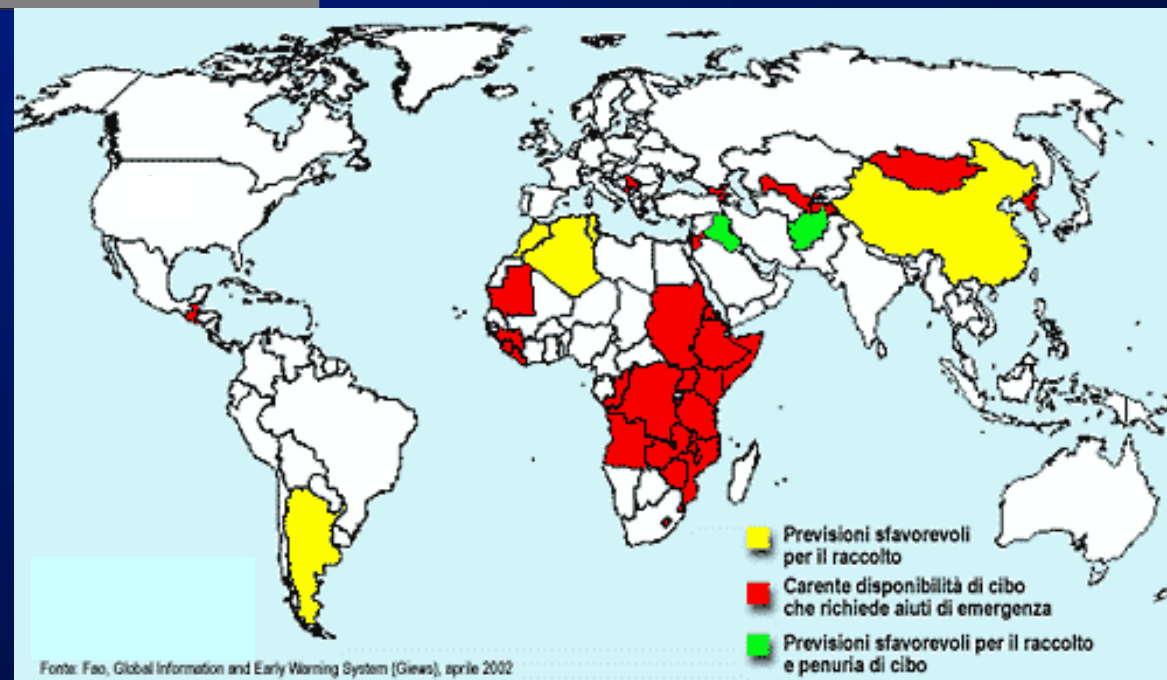 Previsioni sfavorevoli
per il raccolto
Carente disponibilità di cibo
che richiede aiuti di emergenza
Previsioni sfavorevoli per il raccolto
e penuria di cibo
Fonte: Fao, Global Information and Early Warning System (Giews), aprile 2002